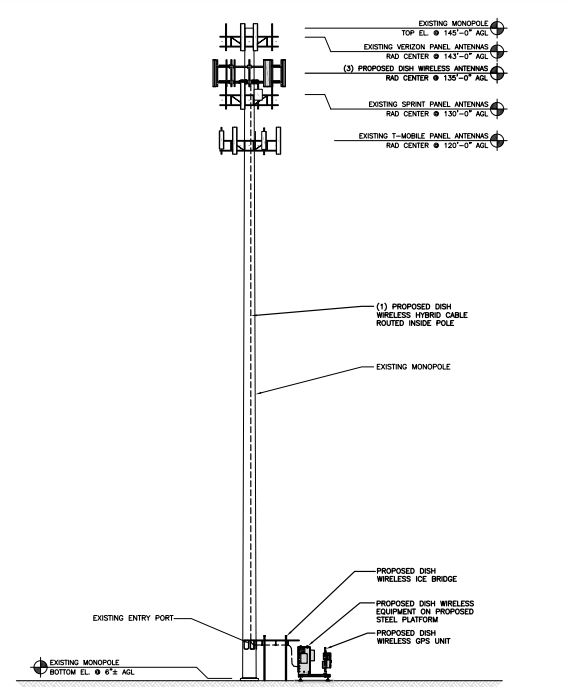 EXISTING MONOPOLE
TOP EL. @ 145'-0" AGL
EXISTING VERIZON PANEL ANTENNAS
RAD CENTER @ 143'-0" AGL
(3) PROPOSED DISH WIRELESS ANTENNAS
RAD CENTER @ 135'-0" AGL
EXISTING SPRINT PANEL ANTENNAS
RAD CENTER @ 130'-0" AGL
EXISTING T-MOBILE PANEL ANTENNAS
RAD CENTER @ 120'-0" AGL
(1) PROPOSED DISH
WIRELESS HYBRID CABLE
ROUTED INSIDE POLE
EXISTING MONOPOLE
PROPOSED DISH
WIRELESS ICE BRIDGE
PROPOSED DISH WIRELESS
EQUIPMENT ON PROPOSED
STEEL PLATFORM
EXISTING ENTRY PORT
PROPOSED DISH
WIRELESS GPS UNIT
EXISTING MONOPOLE
BOTTOM EL. @ 6"± AGL